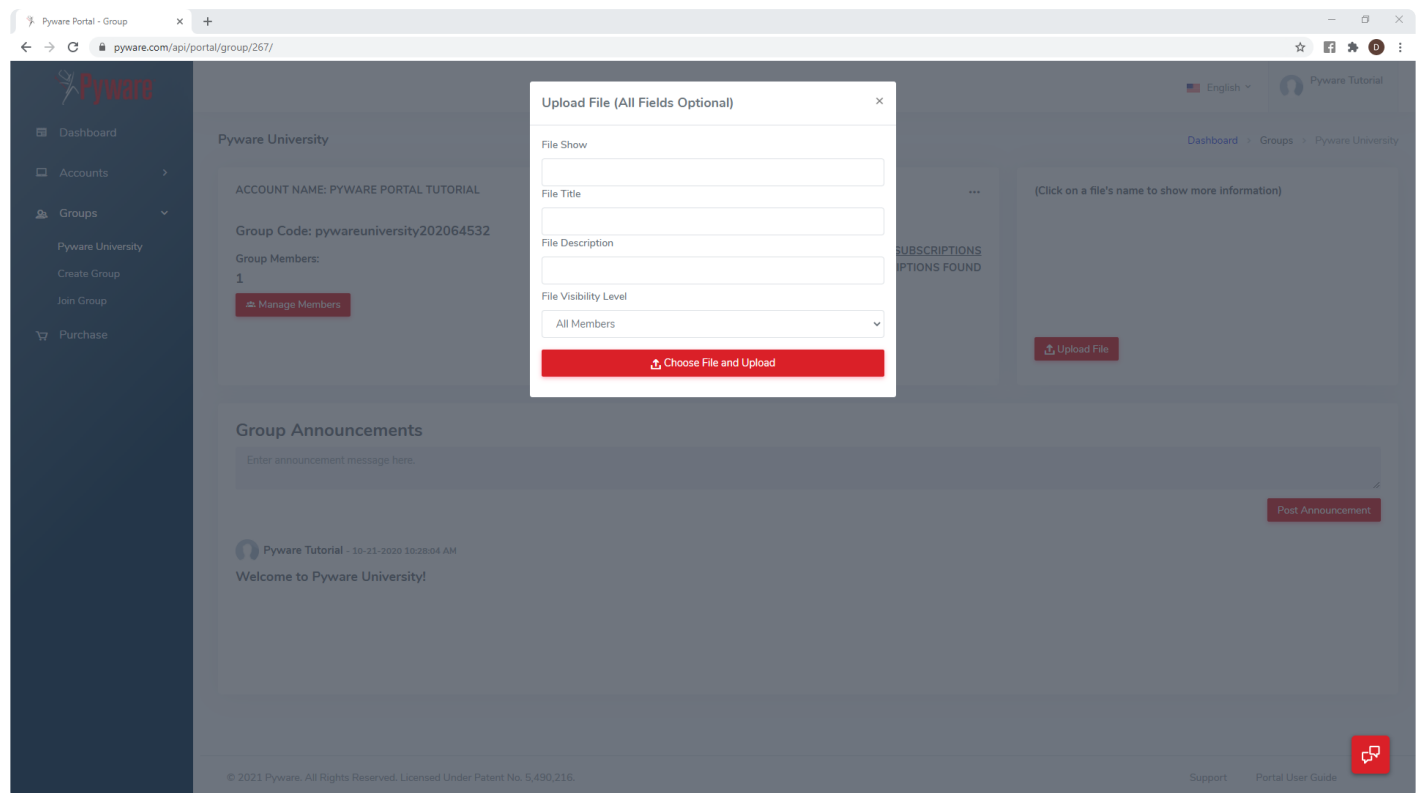 Pyware Portal - Group
pyware.com/api/portal/group/267/
D
Pyware
English
Pyware Tutorial
Dashboard
Accounts
Groups
Pyware University
Create Group
Join Group
Purchase
Pyware University
Dashboard > Groups > Pyware University
ACCOUNT NAME: PYWARE PORTAL TUTORIAL
...
Group Code: pywareuniversity202064532
Group Members:
1
Manage Members
SUBSCRIPTIONS
IPTIONS FOUND
(Click on a file's name to show more information)
Upload File
Upload File (All Fields Optional)
×
File Show
File Title
File Description
File Visibility Level
All Members
Choose File and Upload
Group Announcements
Enter announcement message here.
Post Announcement
Pyware Tutorial - 10-21-2020 10:28:04 AM
Welcome to Pyware University!
© 2021 Pyware. All Rights Reserved. Licensed Under Patent No. 5,490,216.
Support
Portal User Guide